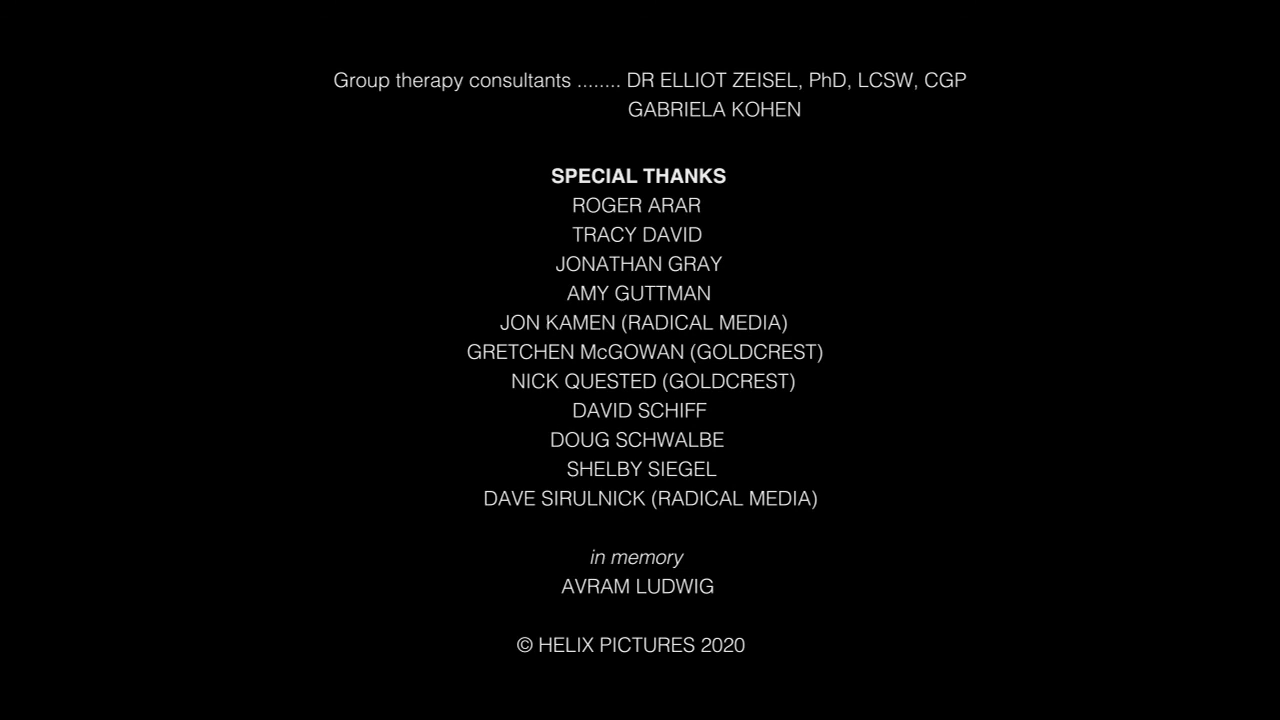 Group therapy consultants ........ DR ELLIOT ZEISEL, PhD, LCSW, CGP
GABRIELA KOHEN
SPECIAL THANKS
ROGER ARAR
TRACY DAVID
JONATHAN GRAY
AMY GUTTMAN
JON KAMEN (RADICAL MEDIA)
GRETCHEN McGOWAN (GOLDCREST)
NICK QUESTED (GOLDCREST)
DAVID SCHIFF
DOUG SCHWALBE
SHELBY SIEGEL
DAVE SIRULNICK (RADICAL MEDIA)
in memory
AVRAM LUDWIG
© HELIX PICTURES 2020